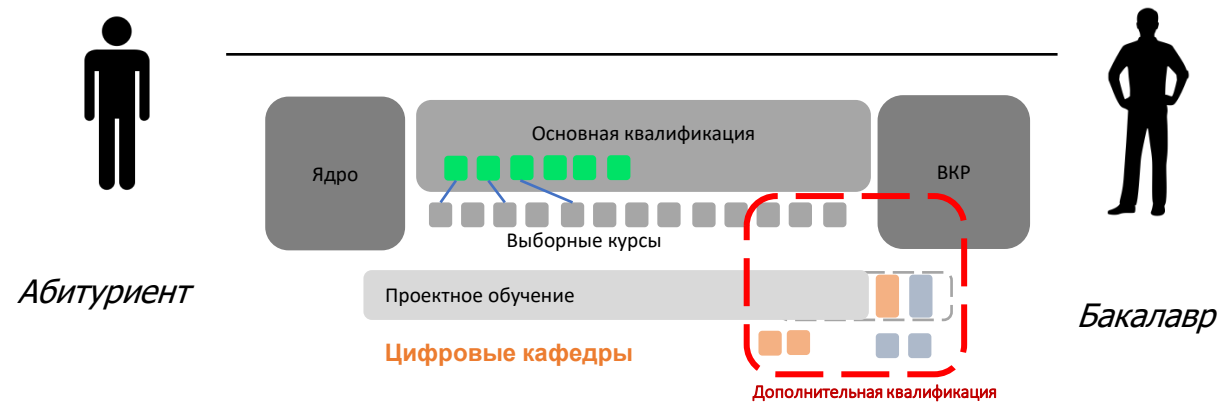 Основная квалификация
Ядро
ВКР
Выборные курсы
Абитуриент
Проектное обучение
Бакалавр
Цифровые кафедры
Дополнительная квалификация